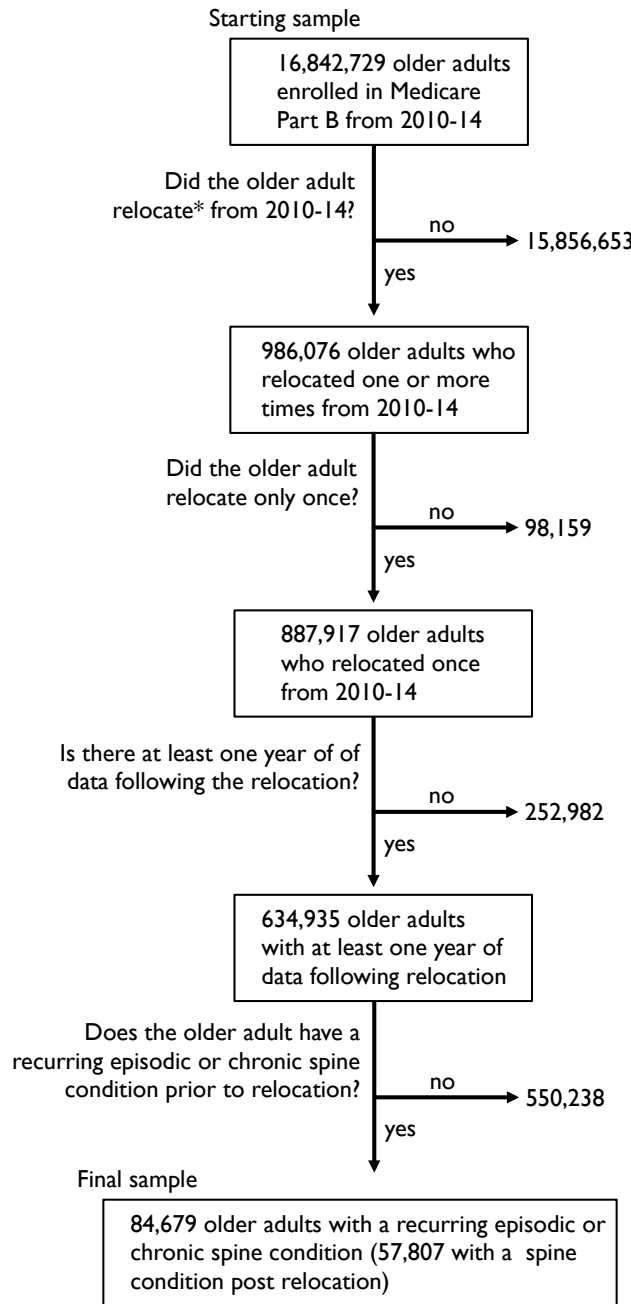 Starting sample
16,842,729 older adults
enrolled in Medicare
Part B from 2010-14
Did the older adult
relocate* from 2010-14?
no
15,856,653
yes
986,076 older adults who
relocated one or more
times from 2010-14
Did the older adult
relocate only once?
no
98,159
yes
887,917 older adults
who relocated once
from 2010-14
Is there at least one year of of
data following the relocation?
no
252,982
yes
634,935 older adults
with at least one year of
data following relocation
Does the older adult have a
recurring episodic or chronic spine
condition prior to relocation?
no
550,238
yes
Final sample
84,679 older adults with a recurring episodic or
chronic spine condition (57,807 with a spine
condition post relocation)